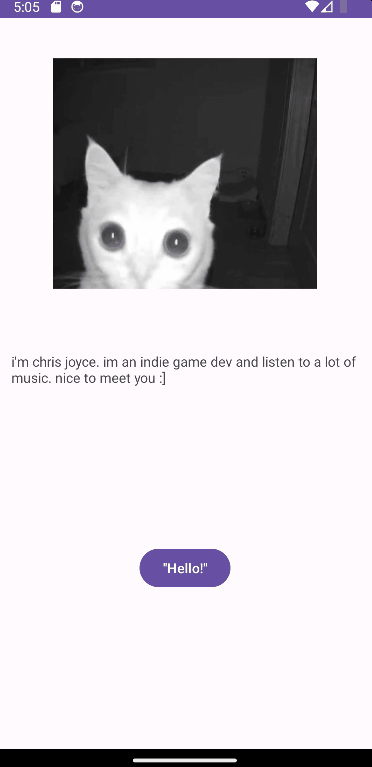 5:05
i'm chris joyce. im an indie game dev and listen to a lot of
music. nice to meet you :]
"Hello!"